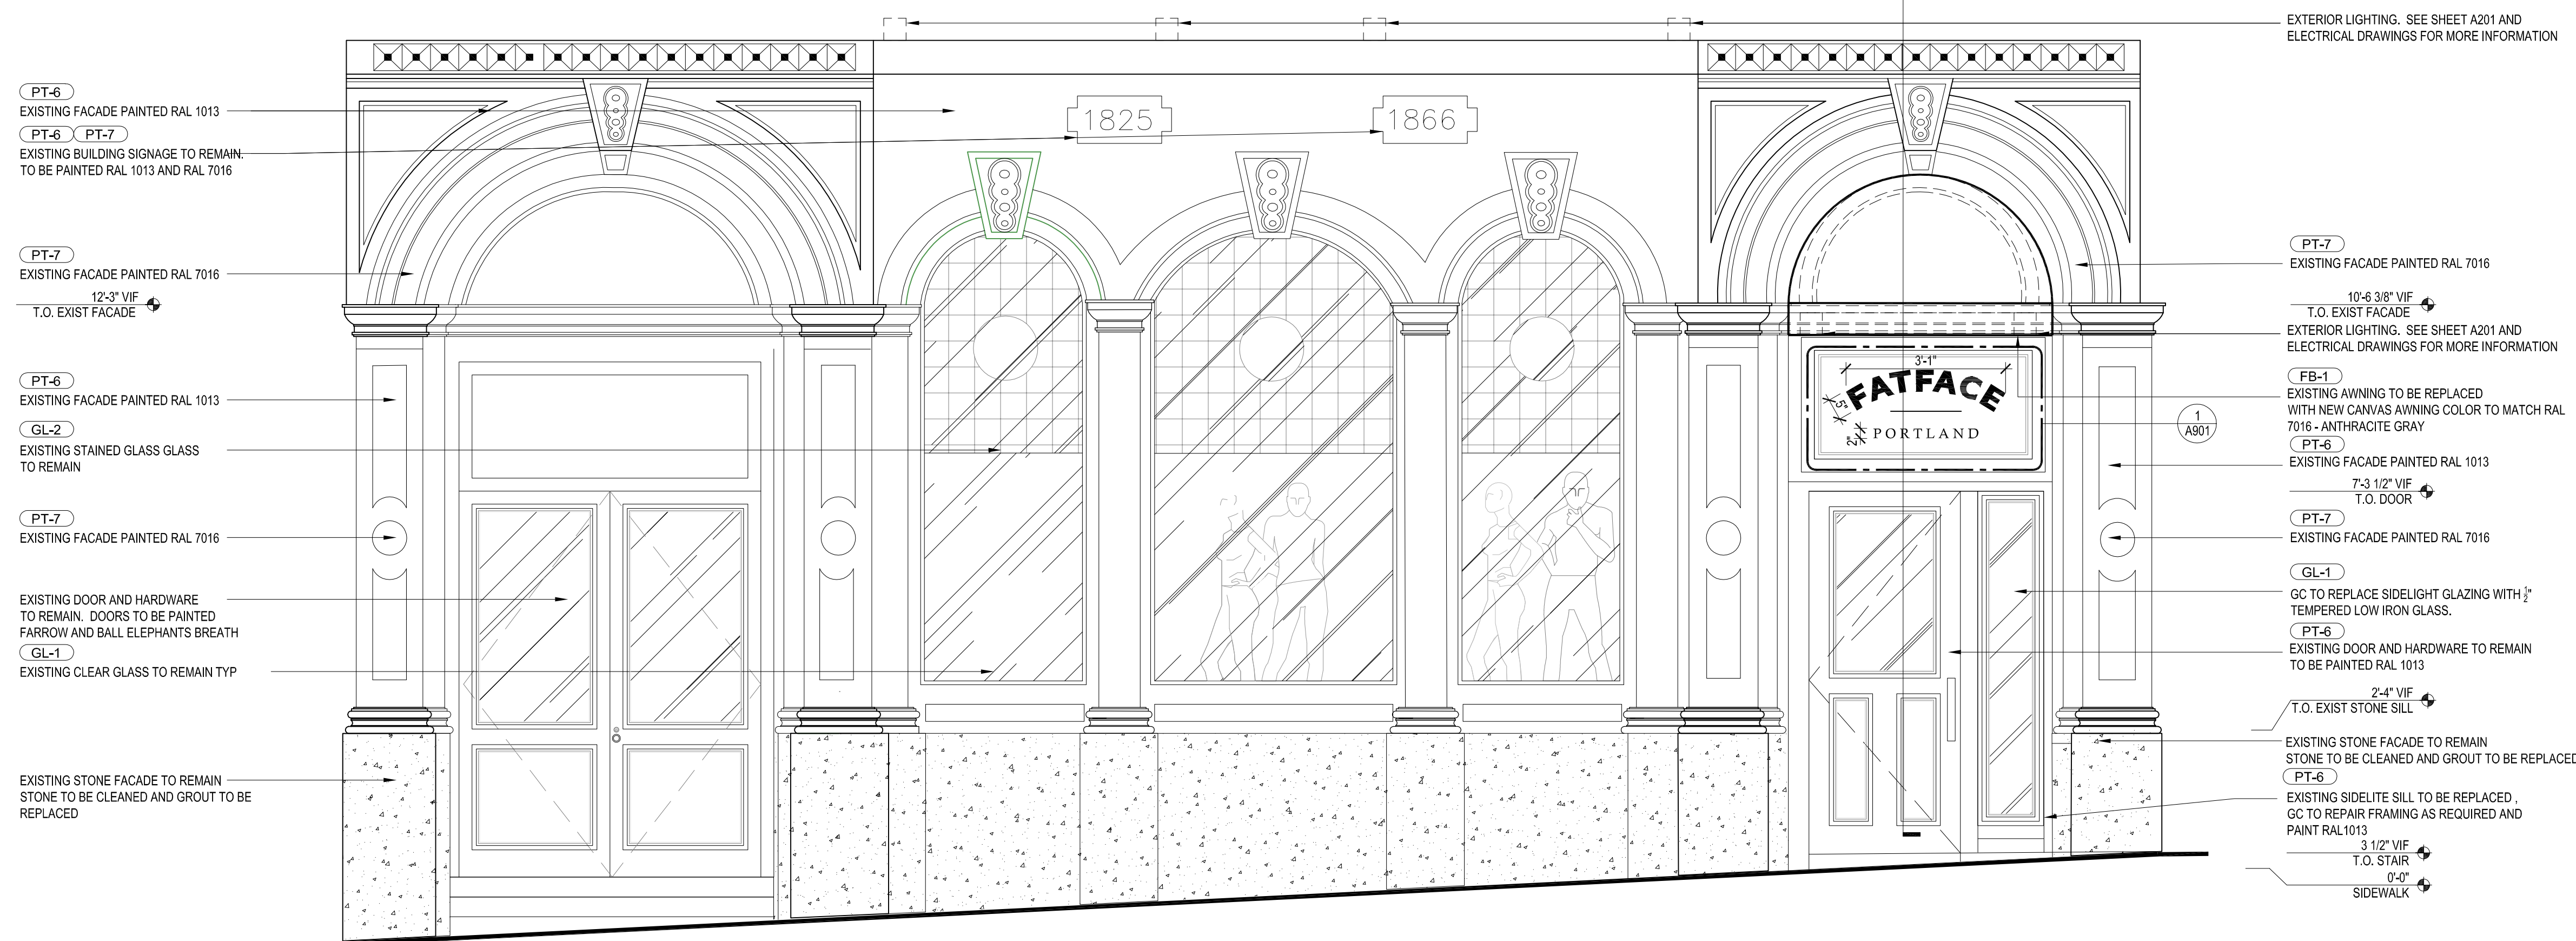 PT-6
EXISTING FACADE PAINTED RAL 1013
PT-6 PT-7
EXISTING BUILDING SIGNAGE TO REMAIN.
TO BE PAINTED RAL 1013 AND RAL 7016
PT-7
EXISTING FACADE PAINTED RAL 7016
12'-3" VIF
T.O. EXIST FACADE
PT-6
EXISTING FACADE PAINTED RAL 1013
GL-2
EXISTING STAINED GLASS GLASS
TO REMAIN
PT-7
EXISTING FACADE PAINTED RAL 7016
EXISTING DOOR AND HARDWARE
TO REMAIN. DOORS TO BE PAINTED
FARROW AND BALL ELEPHANTS BREATH
GL-1
EXISTING CLEAR GLASS TO REMAIN TYP
EXISTING STONE FACADE TO REMAIN
STONE TO BE CLEANED AND GROUT TO BE
REPLACED
1825
1866
3'-1"
FATFACE
5"
2"
PORTLAND
EXTERIOR LIGHTING. SEE SHEET A201 AND
ELECTRICAL DRAWINGS FOR MORE INFORMATION
PT-7
EXISTING FACADE PAINTED RAL 7016
10'-6 3/8" VIF
T.O. EXIST FACADE
EXTERIOR LIGHTING. SEE SHEET A201 AND
ELECTRICAL DRAWINGS FOR MORE INFORMATION
FB-1
EXISTING AWNING TO BE REPLACED
WITH NEW CANVAS AWNING COLOR TO MATCH RAL
7016 - ANTHRACITE GRAY
1
A901
PT-6
EXISTING FACADE PAINTED RAL 1013
7'-3 1/2" VIF
T.O. DOOR
PT-7
EXISTING FACADE PAINTED RAL 7016
GL-1
GC TO REPLACE SIDELIGHT GLAZING WITH 1/2"
TEMPERED LOW IRON GLASS.
PT-6
EXISTING DOOR AND HARDWARE TO REMAIN
TO BE PAINTED RAL 1013
2'-4" VIF
T.O. EXIST STONE SILL
EXISTING STONE FACADE TO REMAIN
STONE TO BE CLEANED AND GROUT TO BE REPLACED
PT-6
EXISTING SIDELITE SILL TO BE REPLACED ,
GC TO REPAIR FRAMING AS REQUIRED AND
PAINT RAL1013
3 1/2" VIF
T.O. STAIR
0'-0"
SIDEWALK